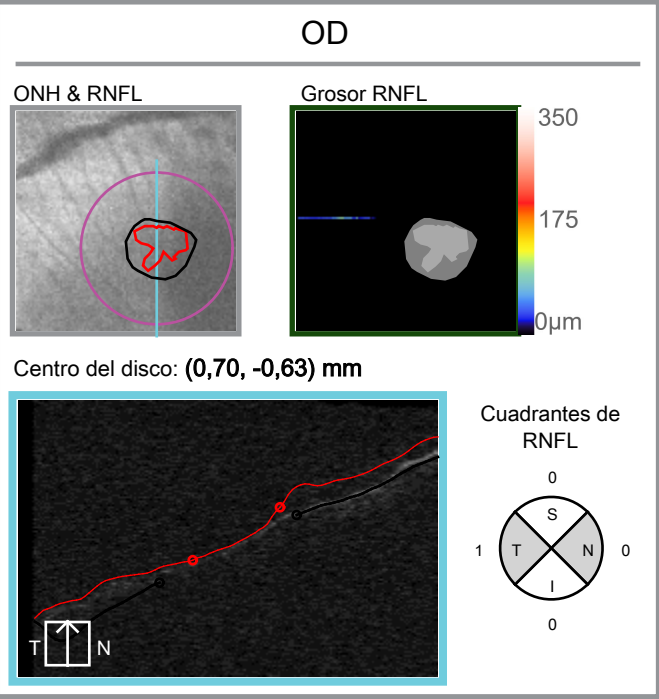 OD
ONH & RNFL
Grosor RNFL
350
175
0µm
Centro del disco: (0,70, -0,63) mm
Cuadrantes de
RNFL
0
S
1 T N 0
I
0
T N